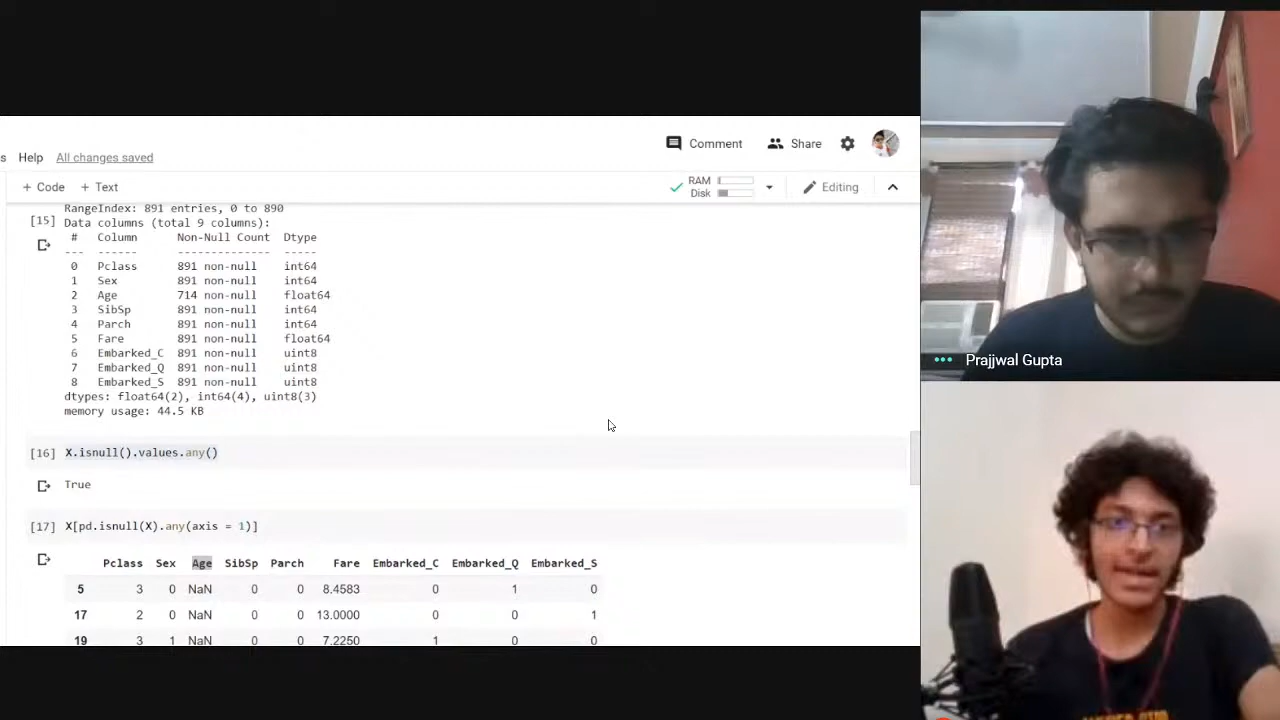 s Help All changes saved
Comment Share
+ Code + Text
RAM
Disk
Editing
RangeIndex: 891 entries, 0 to 890
[15] Data columns (total 9 columns):
# Column Non-Null Count Dtype
--- ------ -------------- -----
0 Pclass 891 non-null int64
1 Sex 891 non-null int64
2 Age 714 non-null float64
3 SibSp 891 non-null int64
4 Parch 891 non-null int64
5 Fare 891 non-null float64
6 Embarked_C 891 non-null uint8
7 Embarked_Q 891 non-null uint8
8 Embarked_S 891 non-null uint8
dtypes: float64(2), int64(4), uint8(3)
memory usage: 44.5 KB
[16] X.isnull().values.any()
True
[17] X[pd.isnull(X).any(axis = 1)]
Pclass Sex Age SibSp Parch Fare Embarked_C Embarked_Q Embarked_S
5 3 0 NaN 0 0 8.4583 0 1 0
17 2 0 NaN 0 0 13.0000 0 0 1
19 3 1 NaN 0 0 7.2250 1 0 0
Prajjwal Gupta